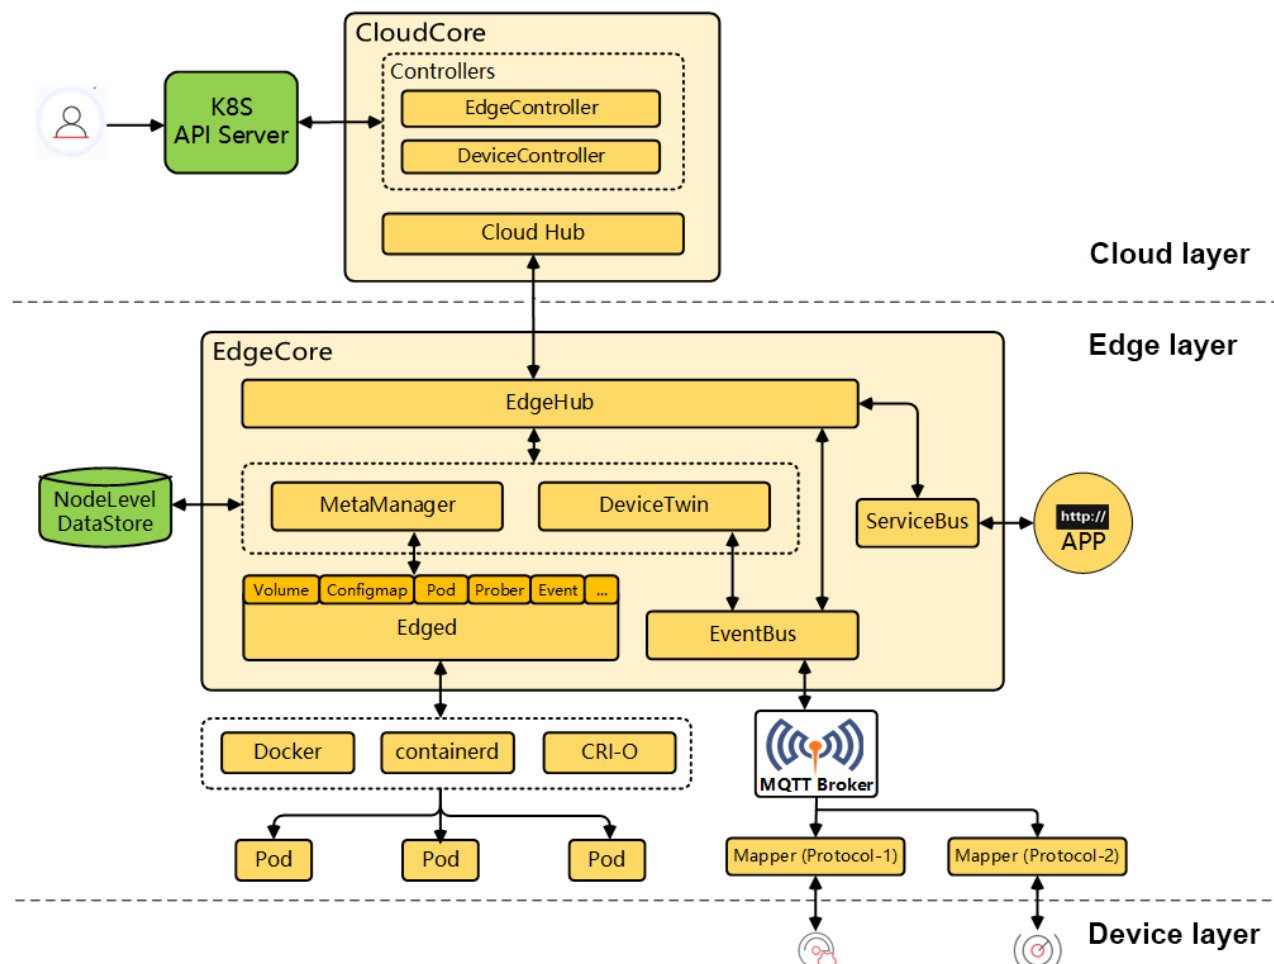 CloudCore
Controllers
EdgeController
DeviceController
K8S
API Server
Cloud Hub
Cloud layer
Edge layer
EdgeCore
EdgeHub
NodeLevel
DataStore
MetaManager
DeviceTwin
ServiceBus
http://
APP
Volume
Configmap
Pod
Prober
Event
...
Edged
EventBus
Docker
containerd
CRI-O
MQTT Broker
Pod
Pod
Pod
Mapper (Protocol-1)
Mapper (Protocol-2)
Device layer